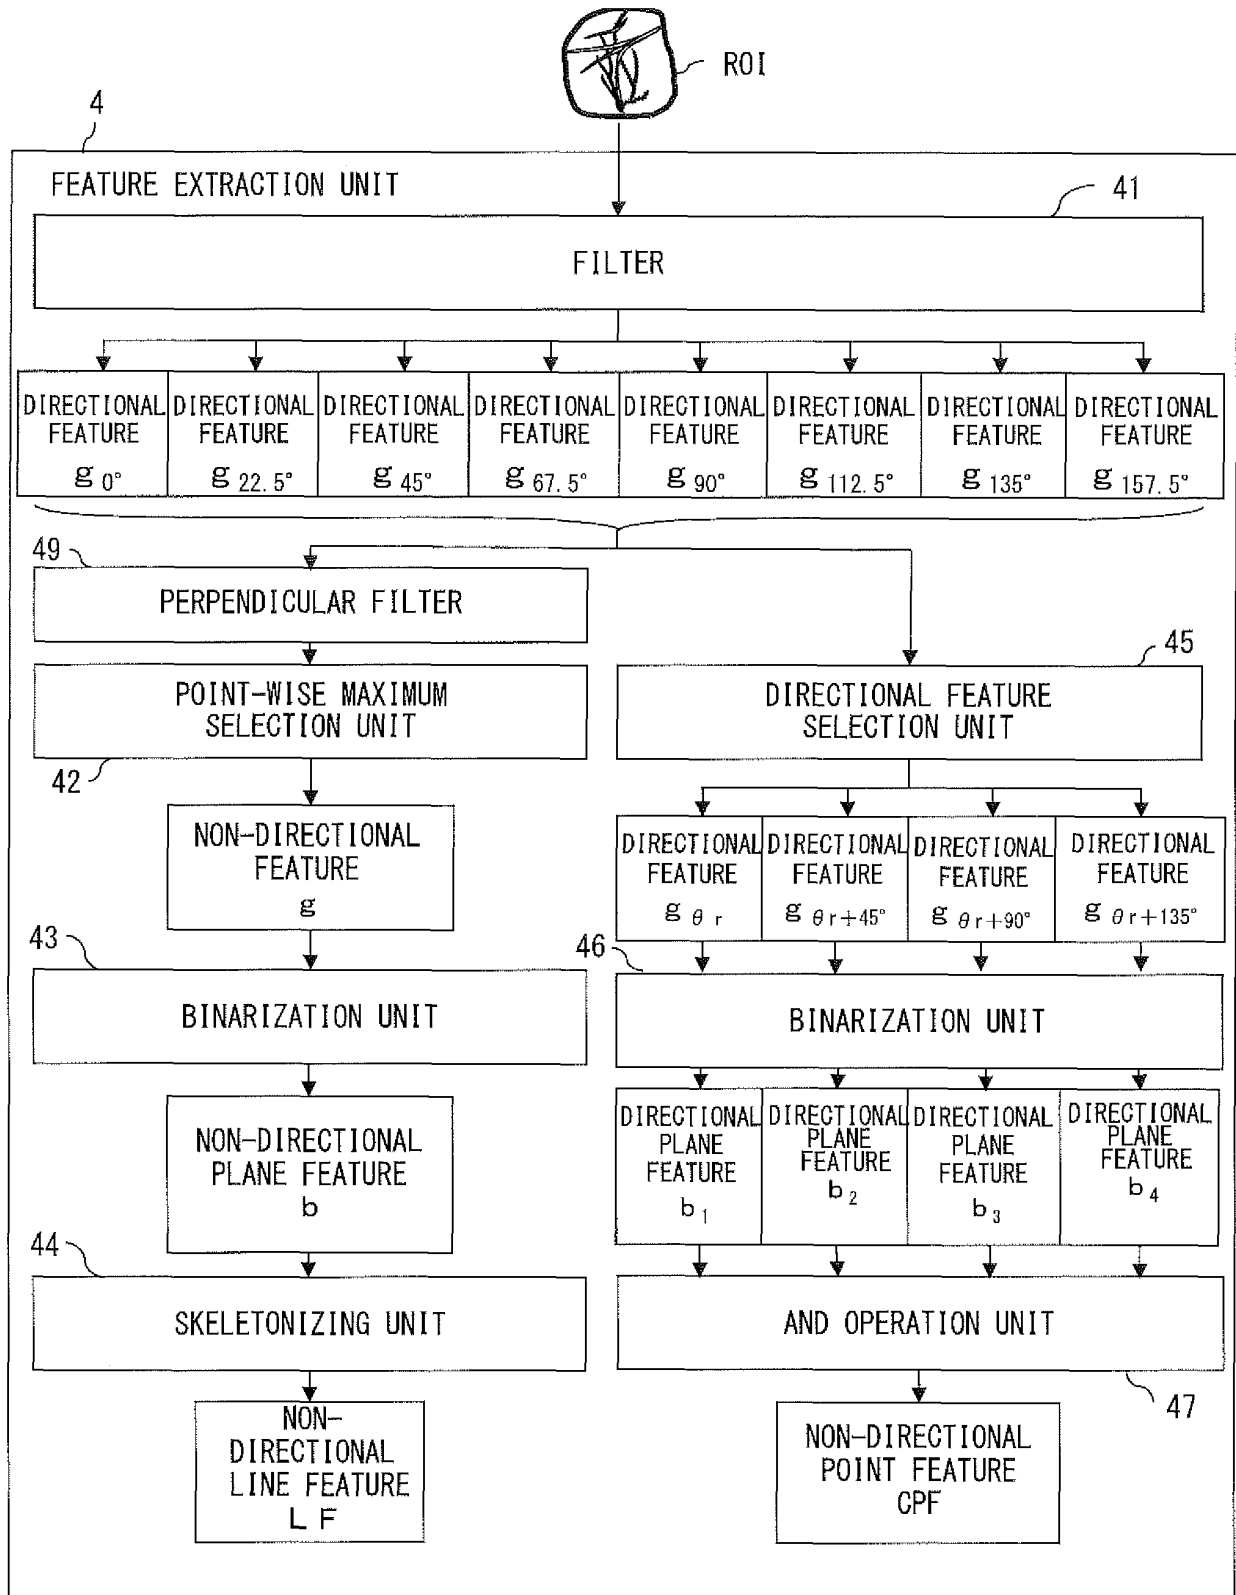 ROI
4
FEATURE EXTRACTION UNIT
41
FILTER
DIRECTIONAL FEATURE g 0°
DIRECTIONAL FEATURE g 22.5°
DIRECTIONAL FEATURE g 45°
DIRECTIONAL FEATURE g 67.5°
DIRECTIONAL FEATURE g 90°
DIRECTIONAL FEATURE g 112.5°
DIRECTIONAL FEATURE g 135°
DIRECTIONAL FEATURE g 157.5°
49
PERPENDICULAR FILTER
POINT-WISE MAXIMUM
SELECTION UNIT
42
NON-DIRECTIONAL
FEATURE
g
43
BINARIZATION UNIT
NON-DIRECTIONAL
PLANE FEATURE
b
44
SKELETONIZING UNIT
NON-
DIRECTIONAL
LINE FEATURE
LF
45
DIRECTIONAL FEATURE
SELECTION UNIT
DIRECTIONAL FEATURE g θr
DIRECTIONAL FEATURE g θr+45°
DIRECTIONAL FEATURE g θr+90°
DIRECTIONAL FEATURE g θr+135°
46
BINARIZATION UNIT
DIRECTIONAL PLANE FEATURE b1
DIRECTIONAL PLANE FEATURE b2
DIRECTIONAL PLANE FEATURE b3
DIRECTIONAL PLANE FEATURE b4
AND OPERATION UNIT
47
NON-DIRECTIONAL
POINT FEATURE
CPF